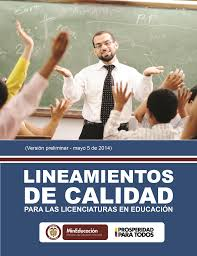 (Versión preliminar - mayo 5 de 2014)
LINEAMIENTOS
DE CALIDAD
PARA LAS LICENCIATURAS EN EDUCACIÓN
MinEducación
PROSPERIDAD
PARA TODOS